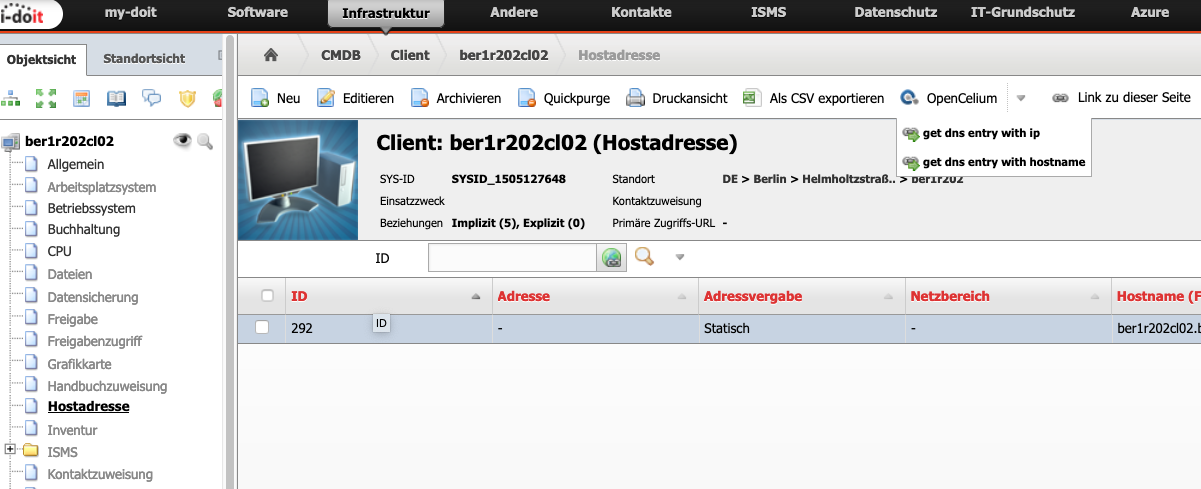 i-doit
my-doit Software Infrastruktur Andere Kontakte ISMS Datenschutz IT-Grundschutz Azure
Objektsicht Standortsicht
CMDB Client ber1r202cl02 Hostadresse
Neu Editieren Archivieren Quickpurge Druckansicht Als CSV exportieren OpenCelium Link zu dieser Seite
get dns entry with ip
get dns entry with hostname
ber1r202cl02
Allgemein
Arbeitsplatzsystem
Betriebssystem
Buchhaltung
CPU
Dateien
Datensicherung
Freigabe
Freigabenzugriff
Grafikkarte
Handbuchzuweisung
Hostadresse
Inventur
ISMS
Kontaktzuweisung
Client: ber1r202cl02 (Hostadresse)
SYS-ID SYSID_1505127648 Standort DE > Berlin > Helmholtzstraß.. > ber1r202
Einsatzzweck Kontaktzuweisung
Beziehungen Implizit (5), Explizit (0) Primäre Zugriffs-URL -
ID
ID Adresse Adressvergabe Netzbereich Hostname (F
292 - Statisch - ber1r202cl02.b
ID